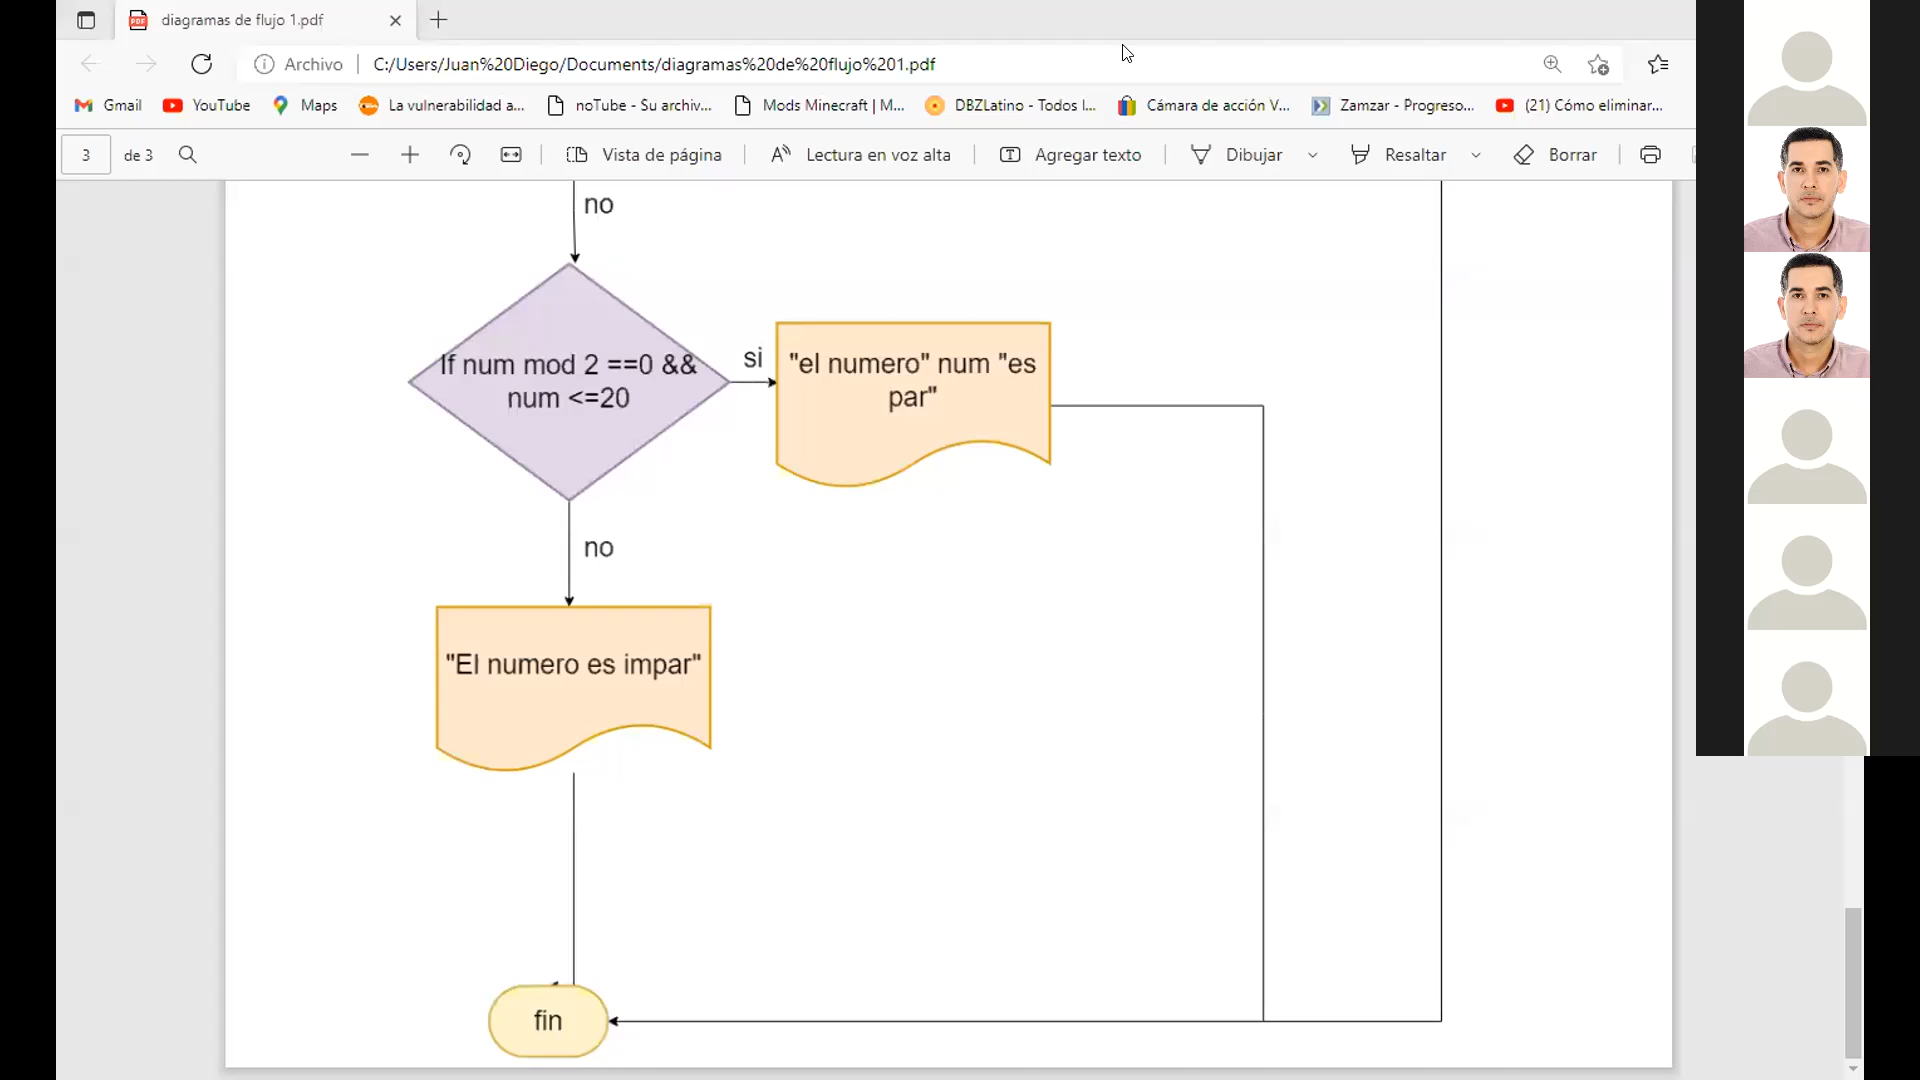 diagramas de flujo 1.pdf
Archivo
C:/Users/Juan%20Diego/Documents/diagramas%20de%20flujo%201.pdf
Gmail
YouTube
Maps
La vulnerabilidad a...
noTube - Su archiv...
Mods Minecraft | M...
DBZLatino - Todos l...
Cámara de acción V...
Zamzar - Progreso...
(21) Cómo eliminar...
3
de 3
Vista de página
Lectura en voz alta
Agregar texto
Dibujar
Resaltar
Borrar
no
If num mod 2 ==0 &&
num <=20
si
"el numero" num "es
par"
no
"El numero es impar"
fin